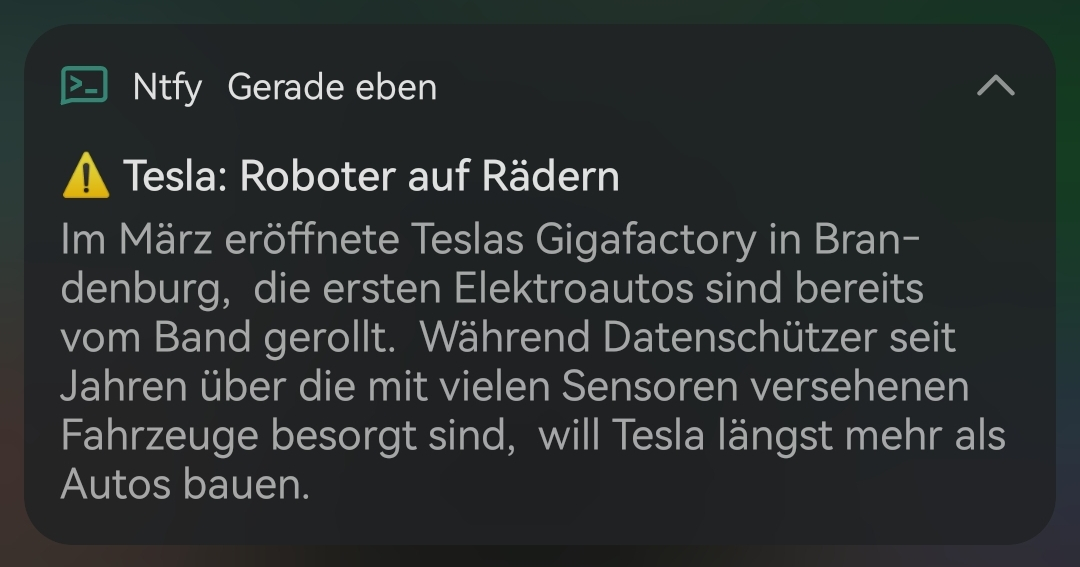 Ntfy Gerade eben
⚠️ Tesla: Roboter auf Rädern
Im März eröffnete Teslas Gigafactory in Bran-
denburg, die ersten Elektroautos sind bereits
vom Band gerollt. Während Datenschützer seit
Jahren über die mit vielen Sensoren versehenen
Fahrzeuge besorgt sind, will Tesla längst mehr als
Autos bauen.